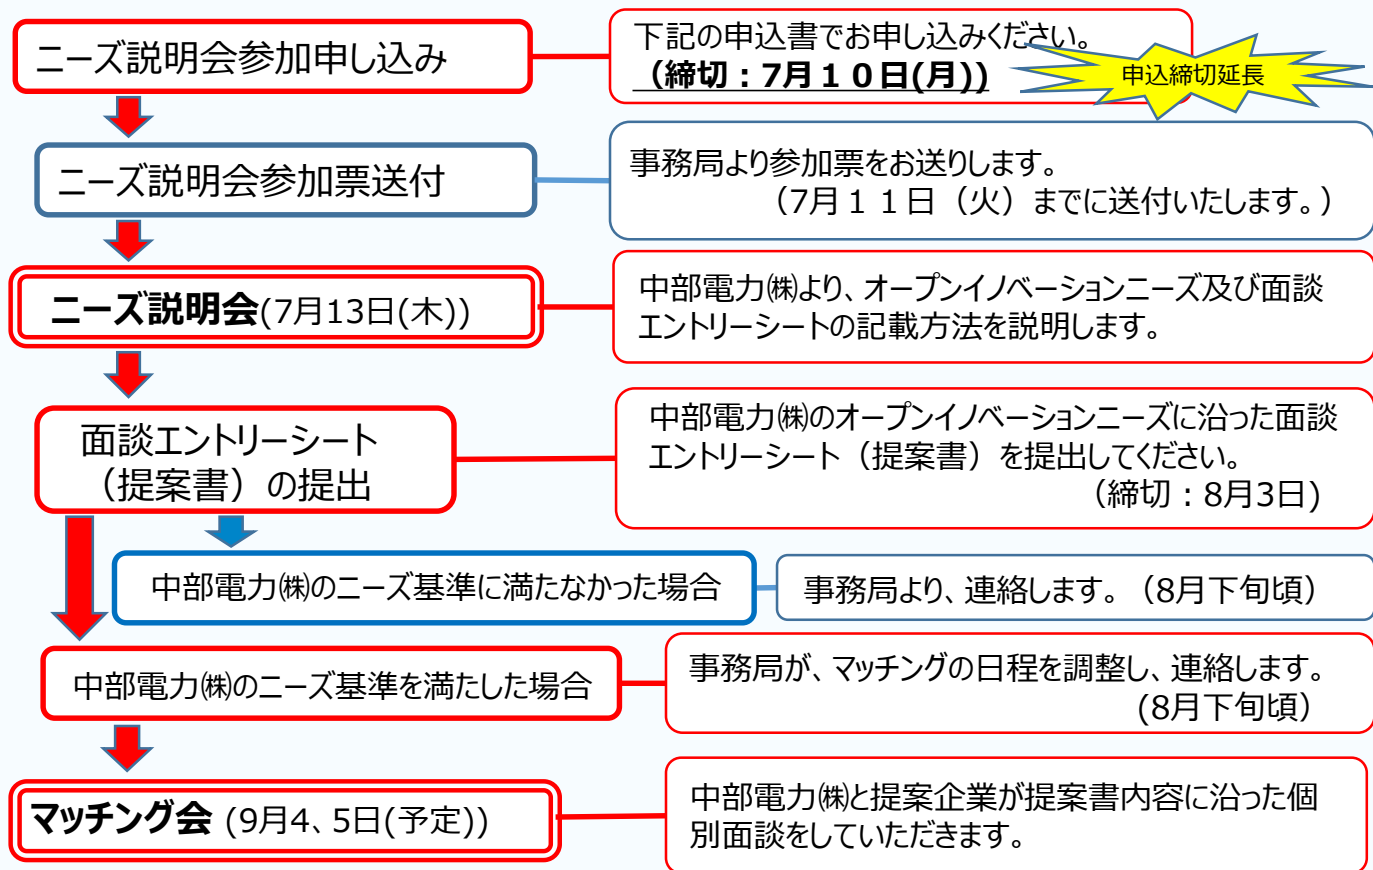 ニーズ説明会参加申し込み
下記の申込書でお申し込みください。
（締切：7月１０日(月)）
申込締切延長
ニーズ説明会参加票送付
事務局より参加票をお送りします。
（7月１１日（火）までに送付いたします。）
ニーズ説明会(7月13日(木))
中部電力㈱より、オープンイノベーションニーズ及び面談
エントリーシートの記載方法を説明します。
面談エントリーシート
（提案書）の提出
中部電力㈱のオープンイノベーションニーズに沿った面談
エントリーシート（提案書）を提出してください。
（締切：8月3日)
中部電力㈱のニーズ基準に満たなかった場合
事務局より、連絡します。（8月下旬頃）
中部電力㈱のニーズ基準を満たした場合
事務局が、マッチングの日程を調整し、連絡します。
(8月下旬頃）
マッチング会 (9月4、5日(予定))
中部電力㈱と提案企業が提案書内容に沿った個
別面談をしていただきます。